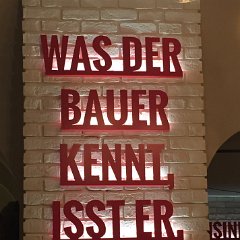 WAS DER
BAUER
KENNT,
ISST ER.